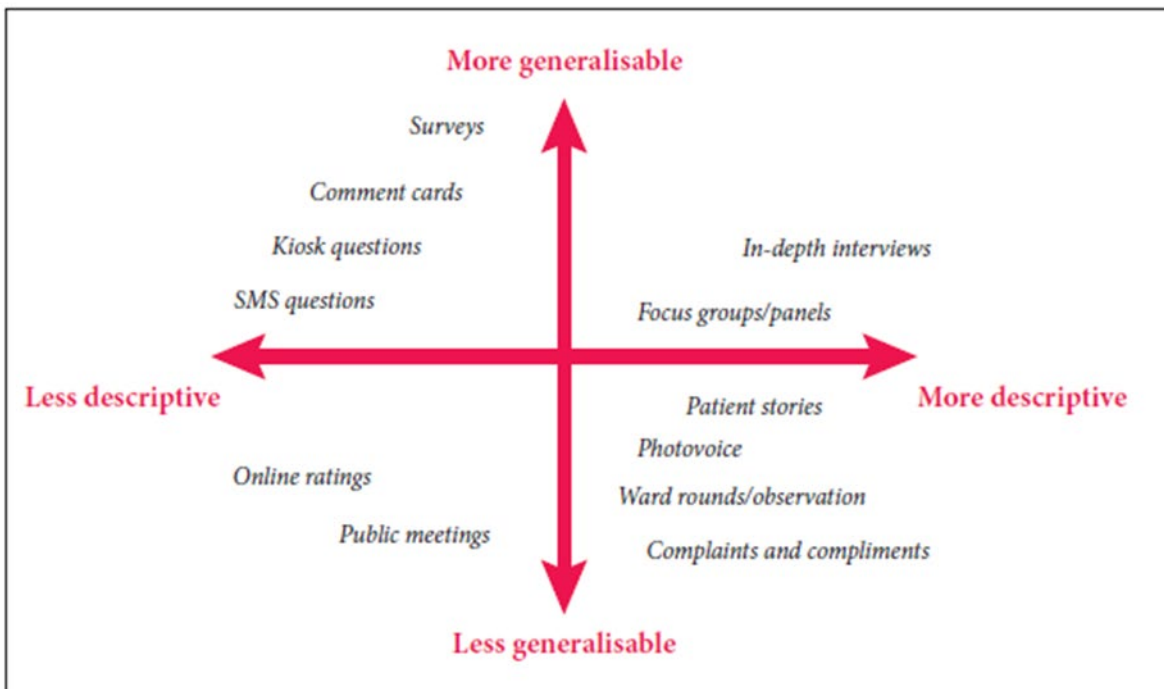 More generalisable
Surveys
Comment cards
Kiosk questions
In-depth interviews
SMS questions
Focus groups/panels
Less descriptive
More descriptive
Patient stories
Photovoice
Online ratings
Ward rounds/observation
Public meetings
Complaints and compliments
Less generalisable